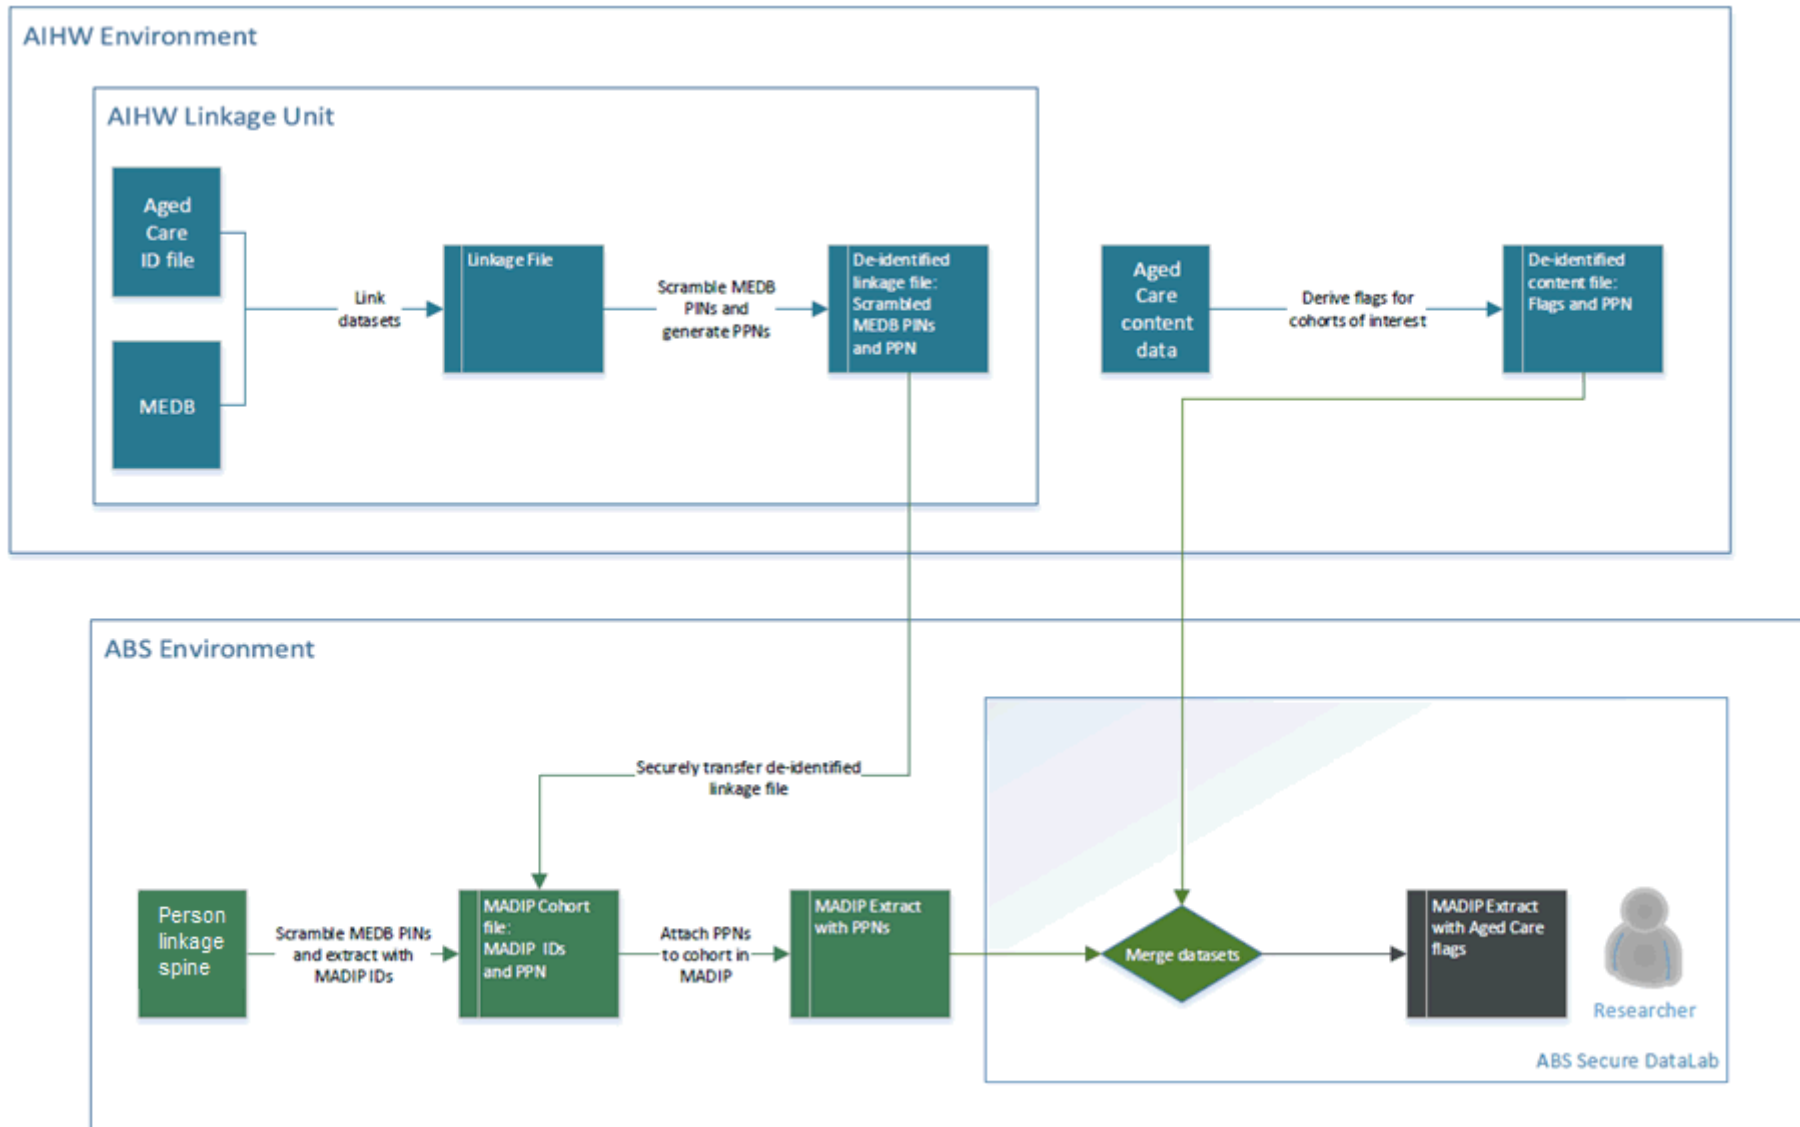 AIHW Environment
AIHW Linkage Unit
Aged
Care
ID file
MEDB
Link
datasets
Linkage File
Scramble MEDB
PINs and
generate PPNs
De-identified
linkage file:
Scrambled
MEDB PINs
and PPN
Aged
Care
content
data
Derive flags for
cohorts of interest
De-identified
content file:
Flags and PPN
ABS Environment
Securely transfer de-identified
linkage file
Person
linkage
spine
Scramble MEDB PINs
and extract with
MADIP IDs
MADIP Cohort
file:
MADIP IDs
and PPN
Attach PPNs
to cohort in
MADIP
MADIP Extract
with PPNs
Merge datasets
MADIP Extract
with Aged Care
flags
Researcher
ABS Secure DataLab